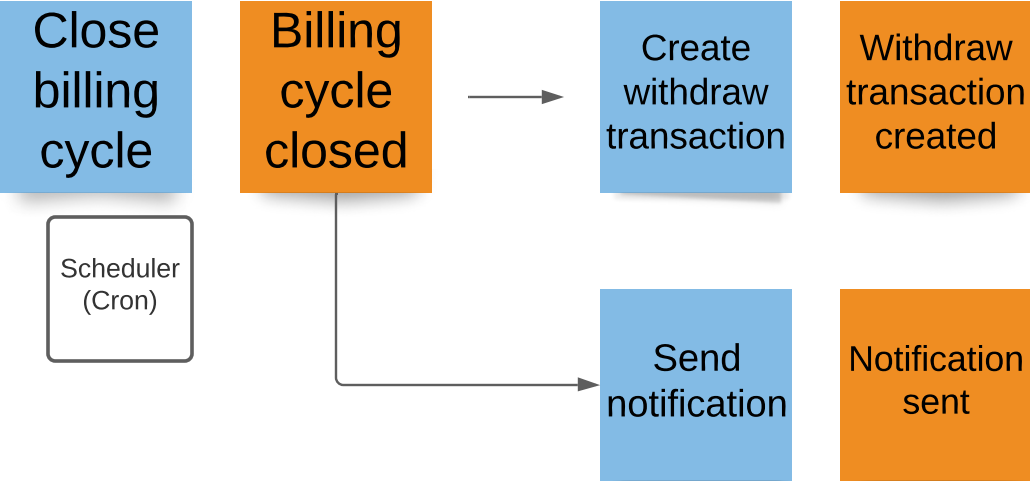 Close
billing
cycle
Billing
cycle
closed
Create
withdraw
transaction
Withdraw
transaction
created
Scheduler
(Cron)
Send
notification
Notification
sent